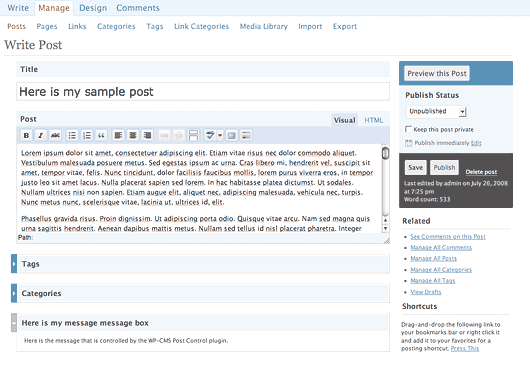 Write Manage Design Comments
Posts Pages Links Categories Tags Link Categories Media Library Import Export
Write Post
Title
Here is my sample post
Post Visual HTML
B I ABC
Lorem ipsum dolor sit amet, consectetuer adipiscing elit. Etiam vitae risus nec dolor commodo aliquet.
Vestibulum malesuada posuere metus. Sed egestas ipsum ac urna. Cras libero mi, hendrerit vel, suscipit sit
amet, tempor vitae, felis. Nunc tincidunt, dolor facilisis faucibus mollis, lorem purus viverra eros, in tempor
justo leo sit amet lacus. Nulla placerat sapien sed lorem. In hac habitasse platea dictumst. Ut sodales.
Nullam ultrices nisi non sapien. Etiam augue elit, aliquet nec, adipiscing malesuada, vehicula nec, turpis.
Nunc metus nunc, scelerisque vitae, lacinia ut, ultrices id, elit.
Phasellus gravida risus. Proin dignissim. Ut adipiscing porta odio. Quisque vitae arcu. Nam sed magna quis
urna sagittis hendrerit. Aenean dapibus mattis metus. Nullam sed tellus id nisl placerat pharetra. Integer
Path:
Tags
Categories
Here is my message message box
Here is the message that is controlled by the WP-CMS Post Control plugin.
Preview this Post
Publish Status
Unpublished
Keep this post private
Publish immediately Edit
Save Publish Delete post
Last edited by admin on July 26, 2008
at 7:25 pm
Word count: 533
Related
See Comments on this Post
Manage All Comments
Manage All Posts
Manage All Categories
Manage All Tags
View Drafts
Shortcuts
Drag-and-drop the following link to
your bookmarks bar or right click it
and add it to your favorites for a
posting shortcut. Press This